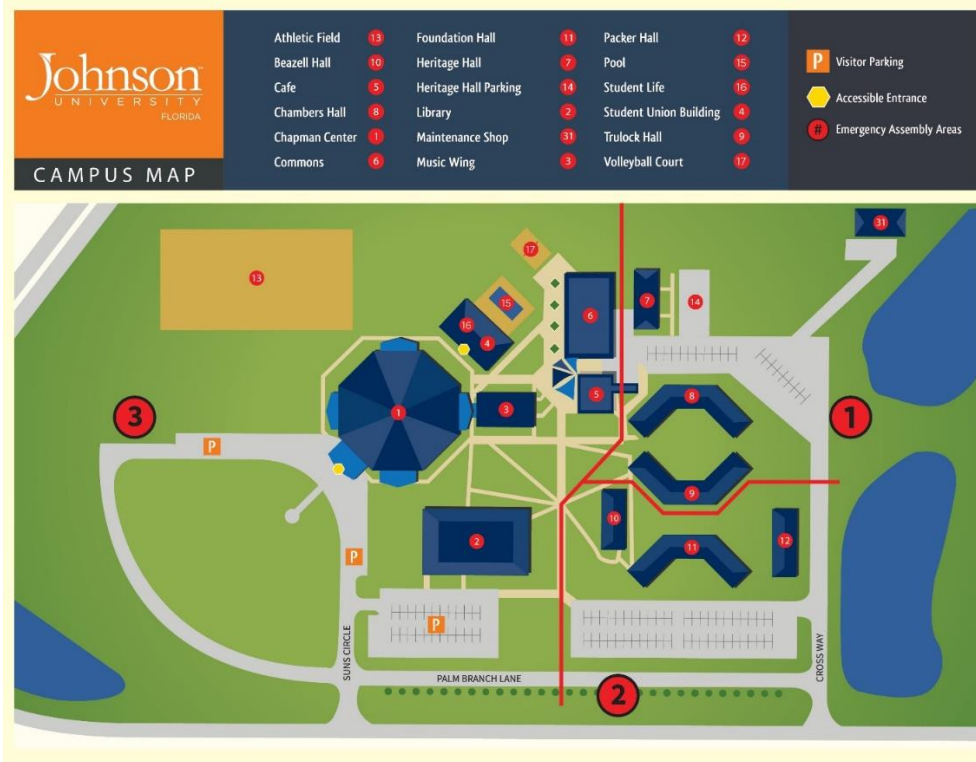 Johnson™
UNIVERSITY
FLORIDA
CAMPUS MAP
Athletic Field 13
Beazell Hall 10
Cafe 5
Chambers Hall 8
Chapman Center 1
Commons 6
Foundation Hall 11
Heritage Hall 7
Heritage Hall Parking 14
Library 2
Maintenance Shop 31
Music Wing 3
Packer Hall 12
Pool 15
Student Life 16
Student Union Building 4
Trulock Hall 9
Volleyball Court 17
P Visitor Parking
Accessible Entrance
# Emergency Assembly Areas
31
17
13
15
7
14
6
16
4
5
8
1
3
3
1
P
9
10
2
11
12
P
P
SUNS CIRCLE
PALM BRANCH LANE
CROSS WAY
2